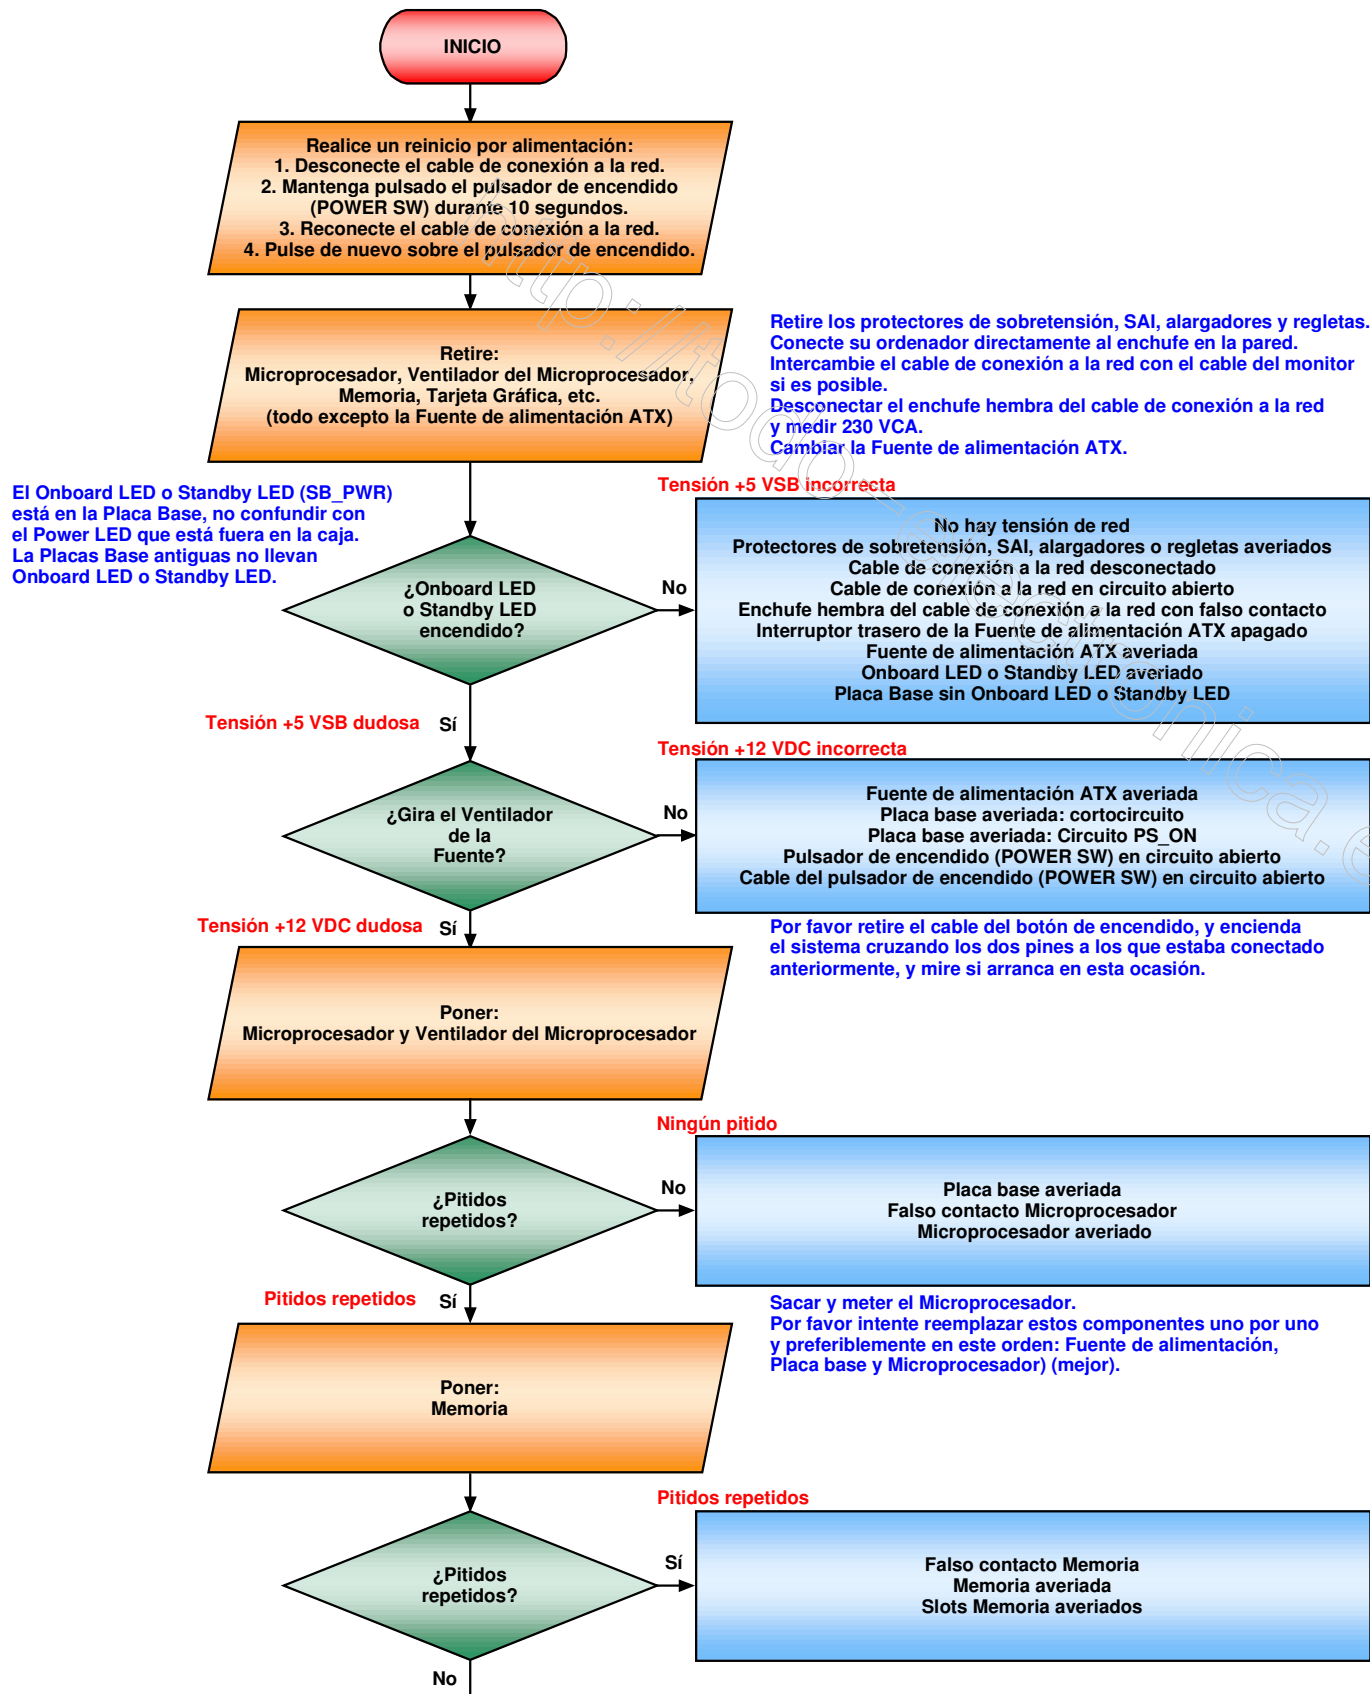 INICIO
Realice un reinicio por alimentación:
1. Desconecte el cable de conexión a la red.
2. Mantenga pulsado el pulsador de encendido
(POWER SW) durante 10 segundos.
3. Reconecte el cable de conexión a la red.
4. Pulse de nuevo sobre el pulsador de encendido.
Retire:
Microprocesador, Ventilador del Microprocesador,
Memoria, Tarjeta Gráfica, etc.
(todo excepto la Fuente de alimentación ATX)
Retire los protectores de sobretensión, SAI, alargadores y regletas.
Conecte su ordenador directamente al enchufe en la pared.
Intercambie el cable de conexión a la red con el cable del monitor
si es posible.
Desconectar el enchufe hembra del cable de conexión a la red
y medir 230 VCA.
Cambiar la Fuente de alimentación ATX.
El Onboard LED o Standby LED (SB_PWR)
está en la Placa Base, no confundir con
el Power LED que está fuera en la caja.
La Placas Base antiguas no llevan
Onboard LED o Standby LED.
¿Onboard LED
o Standby LED
encendido?
No
Tensión +5 VSB incorrecta
No hay tensión de red
Protectores de sobretensión, SAI, alargadores o regletas averiados
Cable de conexión a la red desconectado
Cable de conexión a la red en circuito abierto
Enchufe hembra del cable de conexión a la red con falso contacto
Interruptor trasero de la Fuente de alimentación ATX apagado
Fuente de alimentación ATX averiada
Onboard LED o Standby LED averiado
Placa Base sin Onboard LED o Standby LED
Tensión +5 VSB dudosa
Sí
¿Gira el Ventilador
de la
Fuente?
No
Tensión +12 VDC incorrecta
Fuente de alimentación ATX averiada
Placa base averiada: cortocircuito
Placa base averiada: Circuito PS_ON
Pulsador de encendido (POWER SW) en circuito abierto
Cable del pulsador de encendido (POWER SW) en circuito abierto
Por favor retire el cable del botón de encendido, y encienda
el sistema cruzando los dos pines a los que estaba conectado
anteriormente, y mire si arranca en esta ocasión.
Tensión +12 VDC dudosa
Sí
Poner:
Microprocesador y Ventilador del Microprocesador
¿Pitidos
repetidos?
No
Ningún pitido
Placa base averiada
Falso contacto Microprocesador
Microprocesador averiado
Sacar y meter el Microprocesador.
Por favor intente reemplazar estos componentes uno por uno
y preferiblemente en este orden: Fuente de alimentación,
Placa base y Microprocesador) (mejor).
Pitidos repetidos
Sí
Poner:
Memoria
¿Pitidos
repetidos?
Sí
Pitidos repetidos
Falso contacto Memoria
Memoria averiada
Slots Memoria averiados
No
http://todo-electronica.e